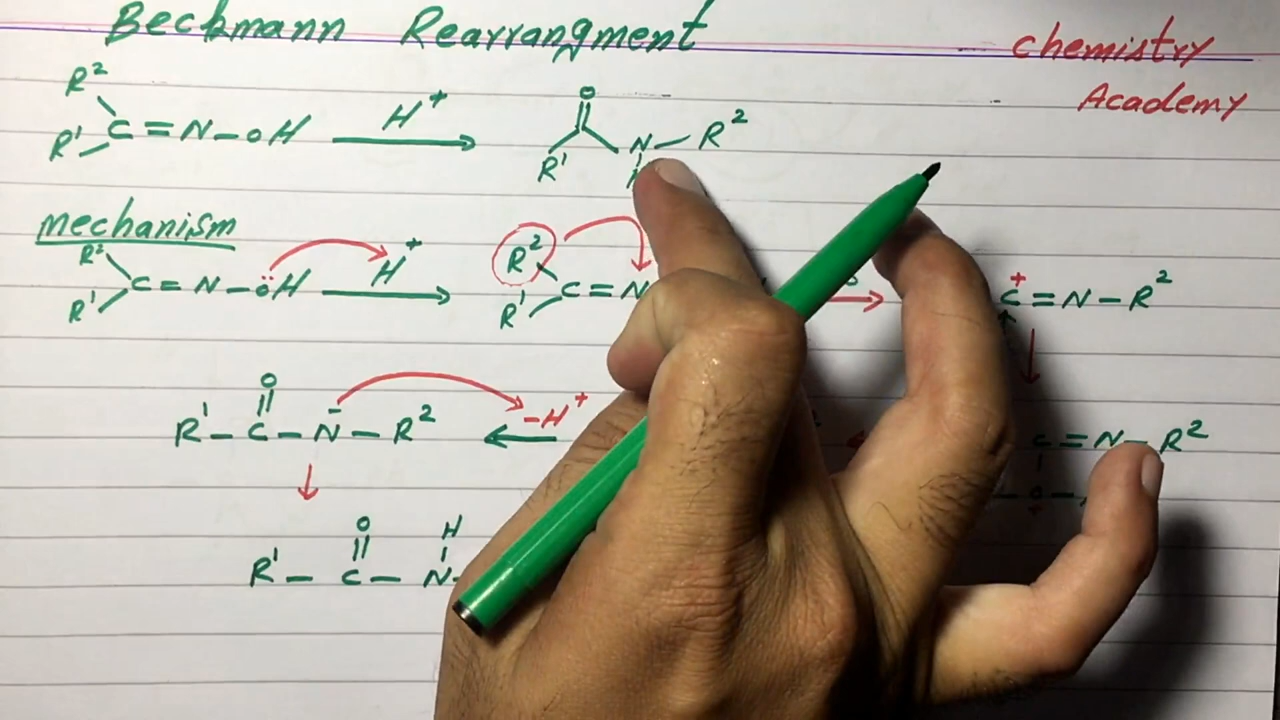 Beckmann Rearrangment
chemistry
Academy
R² R¹ C = N – OH H⁺ O R¹ N – R²
mechanism
R² R¹ C = N – ÖH H⁺ R² R¹ C = N C⁺ = N – R²
O
R¹ – C – N⁻ – R² –H⁺ C = N – R²
O
O H
R¹ – C – N –